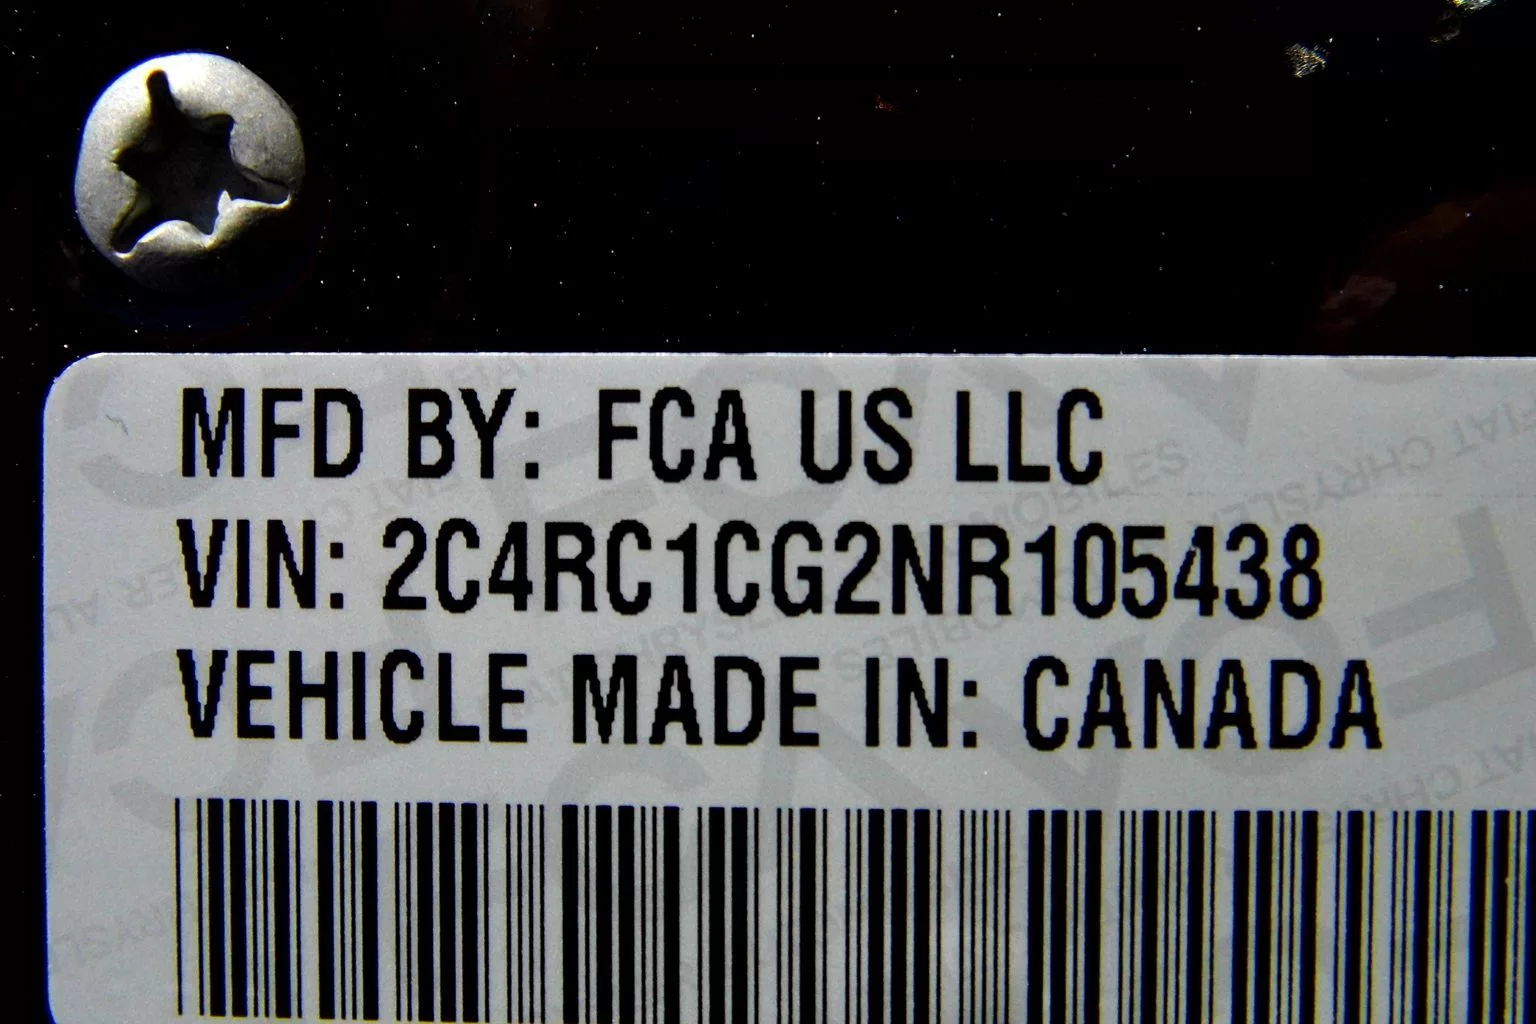 MFD BY: FCA US LLC
VIN: 2C4RC1CG2NR105438
VEHICLE MADE IN: CANADA